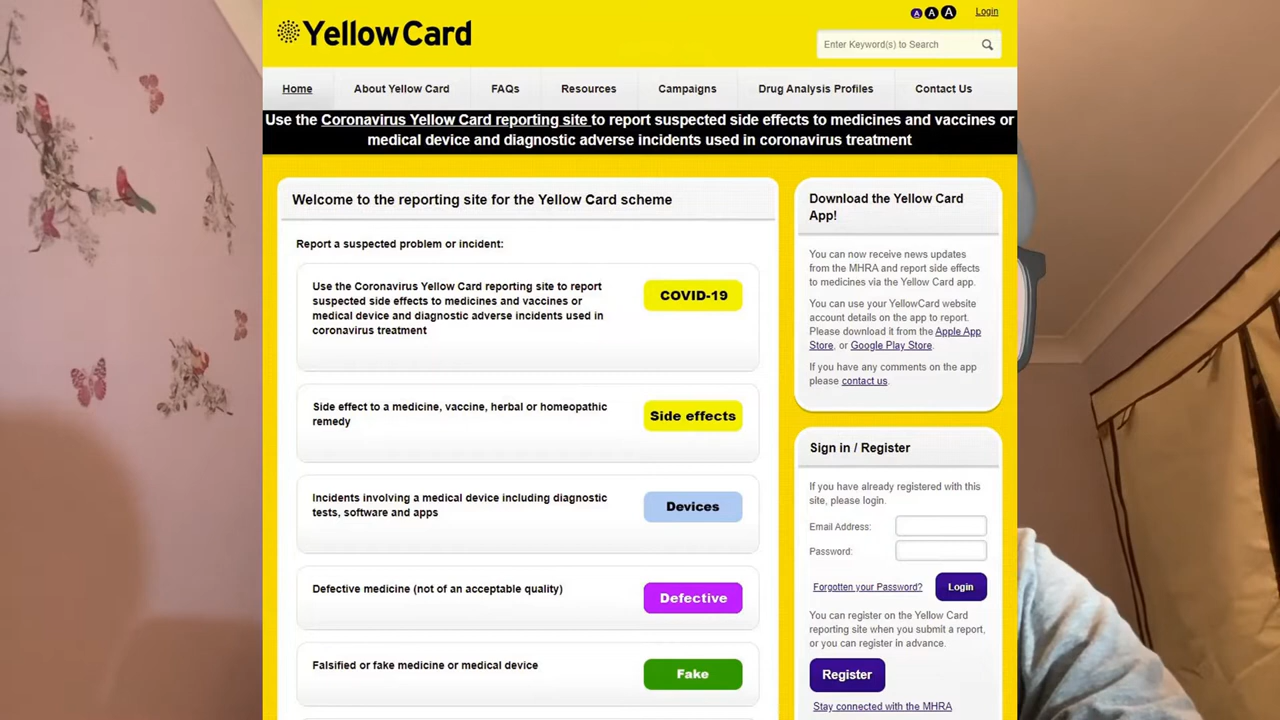 A A A Login
Yellow Card
Enter Keyword(s) to Search
Home About Yellow Card FAQs Resources Campaigns Drug Analysis Profiles Contact Us
Use the Coronavirus Yellow Card reporting site to report suspected side effects to medicines and vaccines or
medical device and diagnostic adverse incidents used in coronavirus treatment
Welcome to the reporting site for the Yellow Card scheme
Report a suspected problem or incident:
Use the Coronavirus Yellow Card reporting site to report
suspected side effects to medicines and vaccines or
medical device and diagnostic adverse incidents used in
coronavirus treatment
COVID-19
Side effect to a medicine, vaccine, herbal or homeopathic
remedy
Side effects
Incidents involving a medical device including diagnostic
tests, software and apps
Devices
Defective medicine (not of an acceptable quality)
Defective
Falsified or fake medicine or medical device
Fake
Download the Yellow Card
App!
You can now receive news updates
from the MHRA and report side effects
to medicines via the Yellow Card app.
You can use your YellowCard website
account details on the app to report.
Please download it from the Apple App
Store, or Google Play Store.
If you have any comments on the app
please contact us.
Sign in / Register
If you have already registered with this
site, please login.
Email Address:
Password:
Forgotten your Password? Login
You can register on the Yellow Card
reporting site when you submit a report,
or you can register in advance.
Register
Stay connected with the MHRA